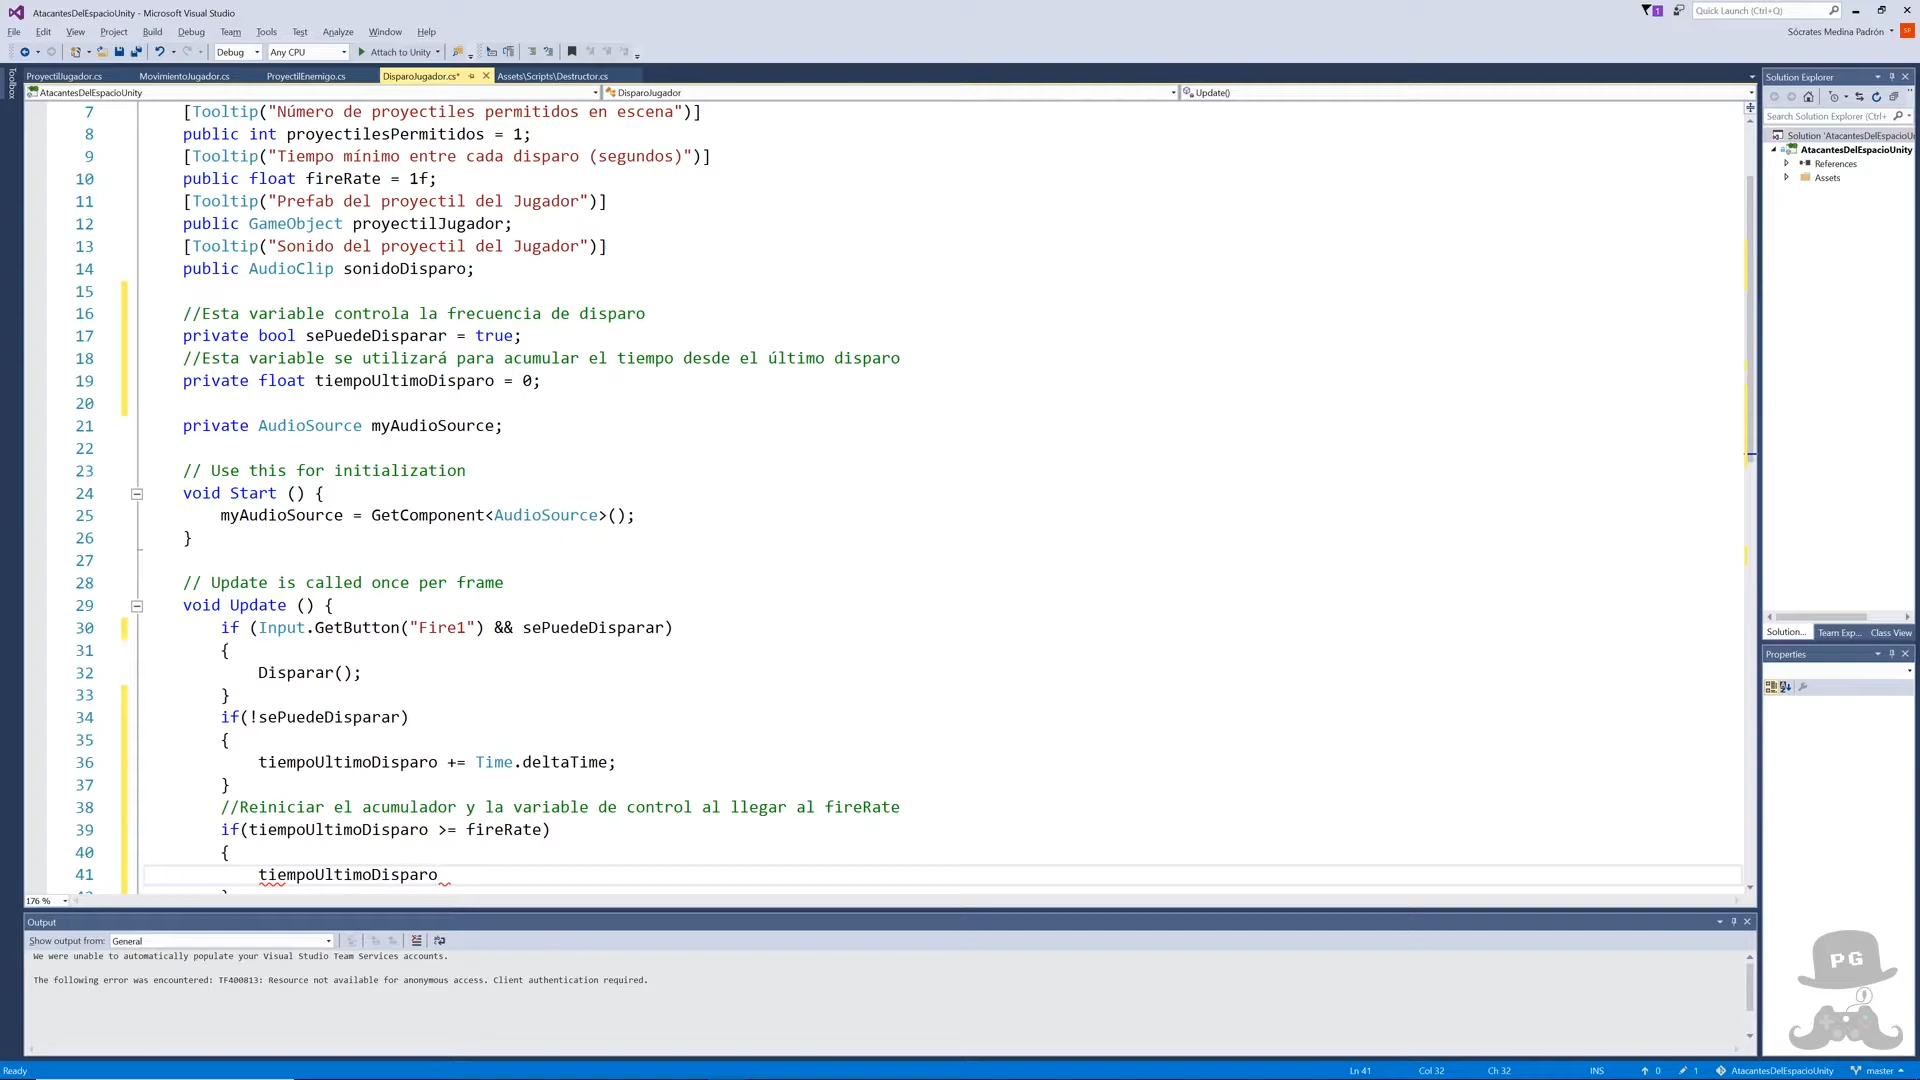 AtacantesDelEspacioUnity - Microsoft Visual Studio
1
Quick Launch (Ctrl+Q)
File Edit View Project Build Debug Team Tools Test Analyze Window Help
Sócrates Medina Padrón
SP
Debug
Any CPU
Attach to Unity
Toolbox
ProyectilJugador.cs
MovimientoJugador.cs
ProyectilEnemigo.cs
DisparoJugador.cs*
Assets\Scripts\Destructor.cs
AtacantesDelEspacioUnity
DisparoJugador
Update()
7 [Tooltip("Número de proyectiles permitidos en escena")]
8 public int proyectilesPermitidos = 1;
9 [Tooltip("Tiempo mínimo entre cada disparo (segundos)")]
10 public float fireRate = 1f;
11 [Tooltip("Prefab del proyectil del Jugador")]
12 public GameObject proyectilJugador;
13 [Tooltip("Sonido del proyectil del Jugador")]
14 public AudioClip sonidoDisparo;
15
16 //Esta variable controla la frecuencia de disparo
17 private bool sePuedeDisparar = true;
18 //Esta variable se utilizará para acumular el tiempo desde el último disparo
19 private float tiempoUltimoDisparo = 0;
20
21 private AudioSource myAudioSource;
22
23 // Use this for initialization
24 void Start () {
25 myAudioSource = GetComponent<AudioSource>();
26 }
27
28 // Update is called once per frame
29 void Update () {
30 if (Input.GetButton("Fire1") && sePuedeDisparar)
31 {
32 Disparar();
33 }
34 if(!sePuedeDisparar)
35 {
36 tiempoUltimoDisparo += Time.deltaTime;
37 }
38 //Reiniciar el acumulador y la variable de control al llegar al fireRate
39 if(tiempoUltimoDisparo >= fireRate)
40 {
41 tiempoUltimoDisparo
176 %
Solution Explorer
Search Solution Explorer (Ctrl+
Solution 'AtacantesDelEspacioU
AtacantesDelEspacioUnity
References
Assets
Solution...
Team Exp...
Class View
Properties
Output
Show output from: General
We were unable to automatically populate your Visual Studio Team Services accounts.
The following error was encountered: TF400813: Resource not available for anonymous access. Client authentication required.
PG
Ready
Ln 41
Col 32
Ch 32
INS
0
1
AtacantesDelEspacioUnity
master